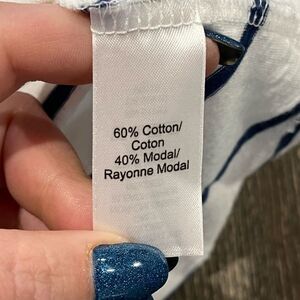 60% Cotton/
Coton
40% Modal/
Rayonne Modal